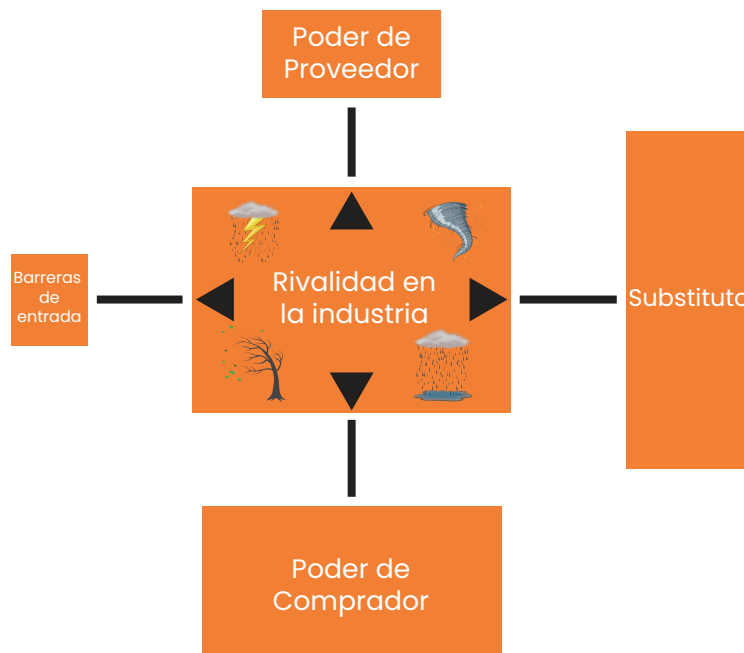 Poder de
Proveedor
Barreras
de
entrada
Rivalidad en
la industria
Substituto
Poder de
Comprador